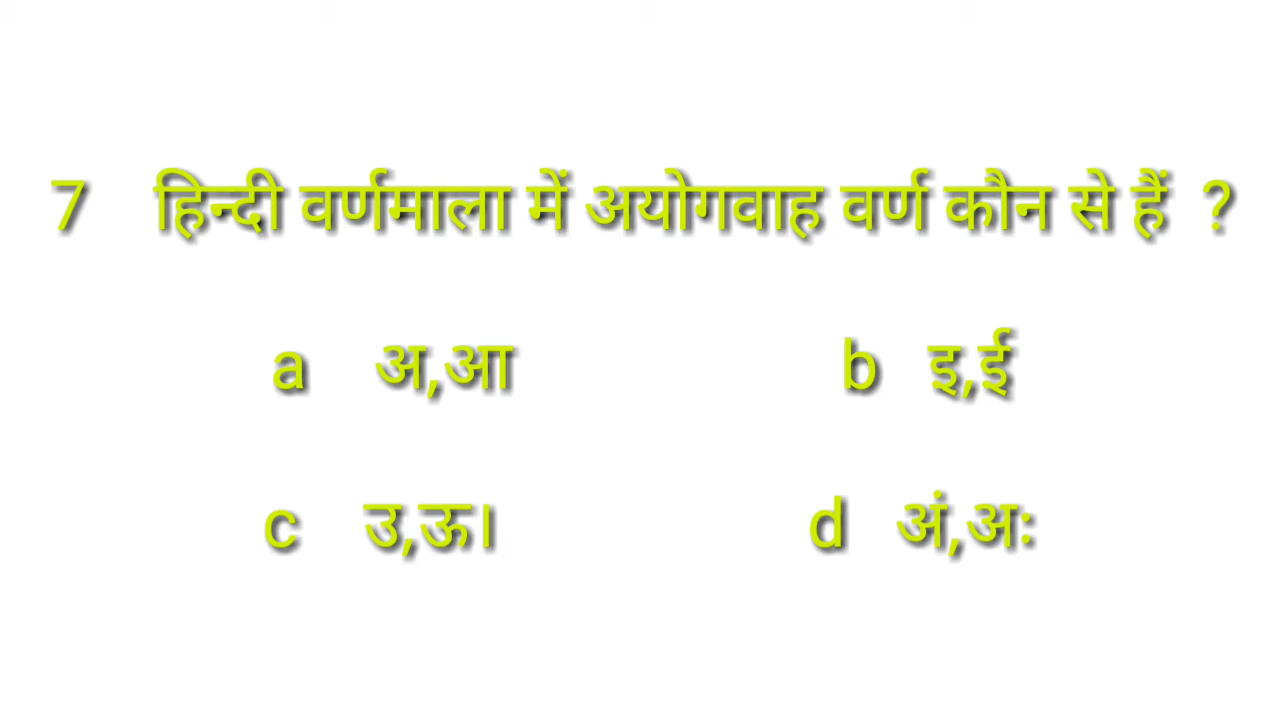 7 हिन्दी वर्णमाला में अयोगवाह वर्ण कौन से हैं ?
a अ,आ b इ,ई
c उ,ऊ। d अं,अः